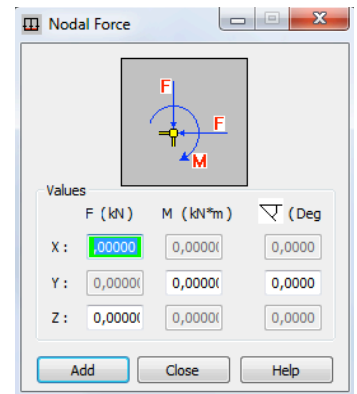 Nodal Force
F
F
M
Values
F (kN) M (kN*m) (Deg
X : ,00000 0,0000( 0,0000
Y : 0,0000( 0,0000( 0,0000
Z : 0,0000( 0,0000( 0,0000
Add Close Help